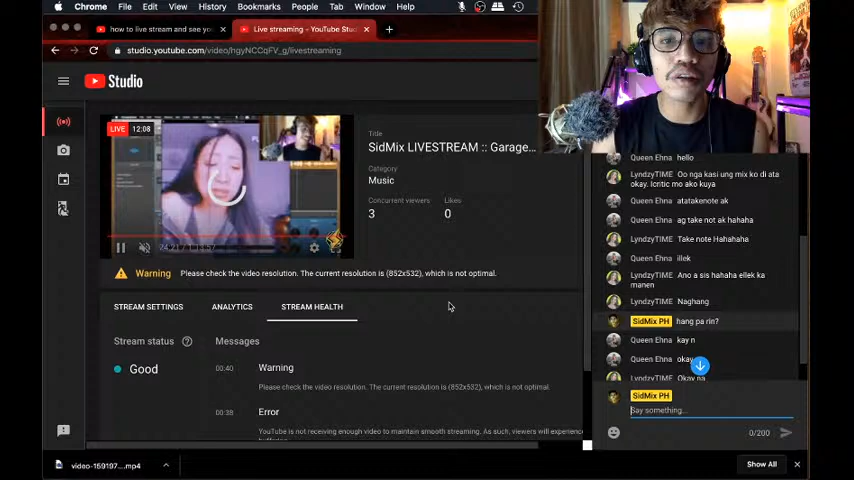 Chrome File Edit View History Bookmarks People Tab Window Help
how to live stream and see you
Live streaming - YouTube Stud
studio.youtube.com/video/hgyNCCqFV_g/livestreaming
Studio
LIVE 12:08
Title
SidMix LIVESTREAM :: Garage...
Category
Music
Concurrent viewers
3
Likes
0
Warning Please check the video resolution. The current resolution is (852x532), which is not optimal.
STREAM SETTINGS ANALYTICS STREAM HEALTH
Stream status
Good
Messages
00:40 Warning
Please check the video resolution. The current resolution is (852x532), which is not optimal.
00:38 Error
YouTube is not receiving enough video to maintain smooth streaming. As such, viewers will experience
Queen Ehna hello
LyndzyTIME Oo nga kasi ung mix ko di ata
okay. Icritic mo ako kuya
Queen Ehna atatakenote ak
Queen Ehna ag take not ak hahaha
LyndzyTIME Take note Hahahaha
Queen Ehna illek
LyndzyTIME Ano a sis hahaha ellek ka
manen
LyndzyTIME Naghang
SidMix PH hang pa rin?
Queen Ehna kay n
Queen Ehna okay
LyndzyTIME Okay na
SidMix PH
Say something...
0/200
video-159197....mp4
Show All